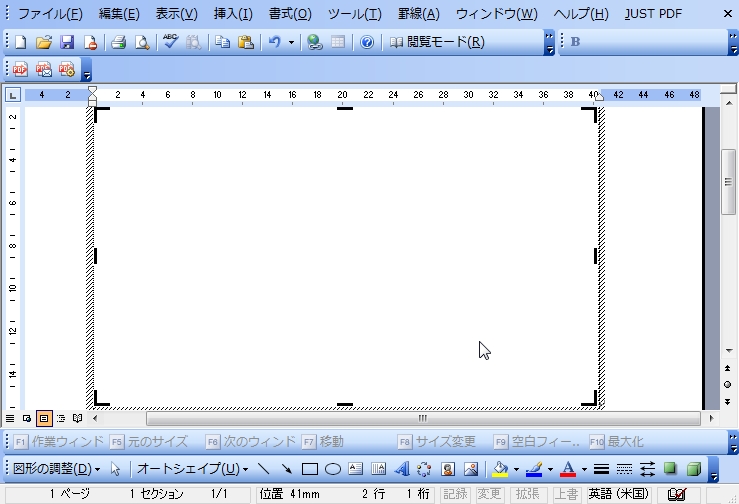 ファイル(F) 編集(E) 表示(V) 挿入(I) 書式(O) ツール(T) 罫線(A) ウィンドウ(W) ヘルプ(H) JUST PDF ×
ABC 閲覧モード(R) B
L 4 2 2 4 6 8 10 12 14 16 18 20 22 24 26 28 30 32 34 36 38 40 42 44 46 48
2
4
6
8
10
12
14
F1 作業ウィンド F5 元のサイズ F6 次のウィンド F7 移動 F8 サイズ変更 F9 空白フィー.. F10 最大化
図形の調整(D) オートシェイプ(U) A A
1 ページ 1 セクション 1/1 位置 41mm 2 行 1 桁 記録 変更 拡張 上書 英語 (米国)